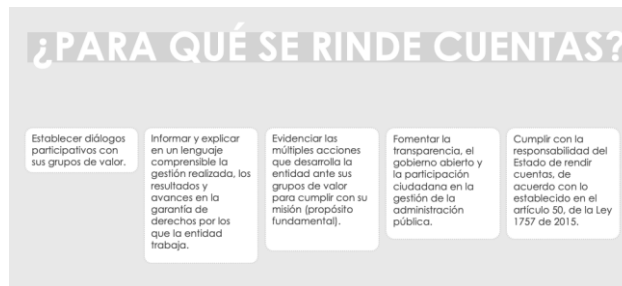 ¿PARA QUÉ SE RINDE CUENTAS?
Establecer diálogos
participativos con
sus grupos de valor.
Informar y explicar
en un lenguaje
comprensible la
gestión realizada, los
resultados y
avances en la
garantía de
derechos por los
que la entidad
trabaja.
Evidenciar las
múltiples acciones
que desarrolla la
entidad ante sus
grupos de valor
para cumplir con su
misión (propósito
fundamental).
Fomentar la
transparencia, el
gobierno abierto y
la participación
ciudadana en la
gestión de la
administración
pública.
Cumplir con la
responsabilidad del
Estado de rendir
cuentas, de
acuerdo con lo
establecido en el
artículo 50, de la Ley
1757 de 2015.